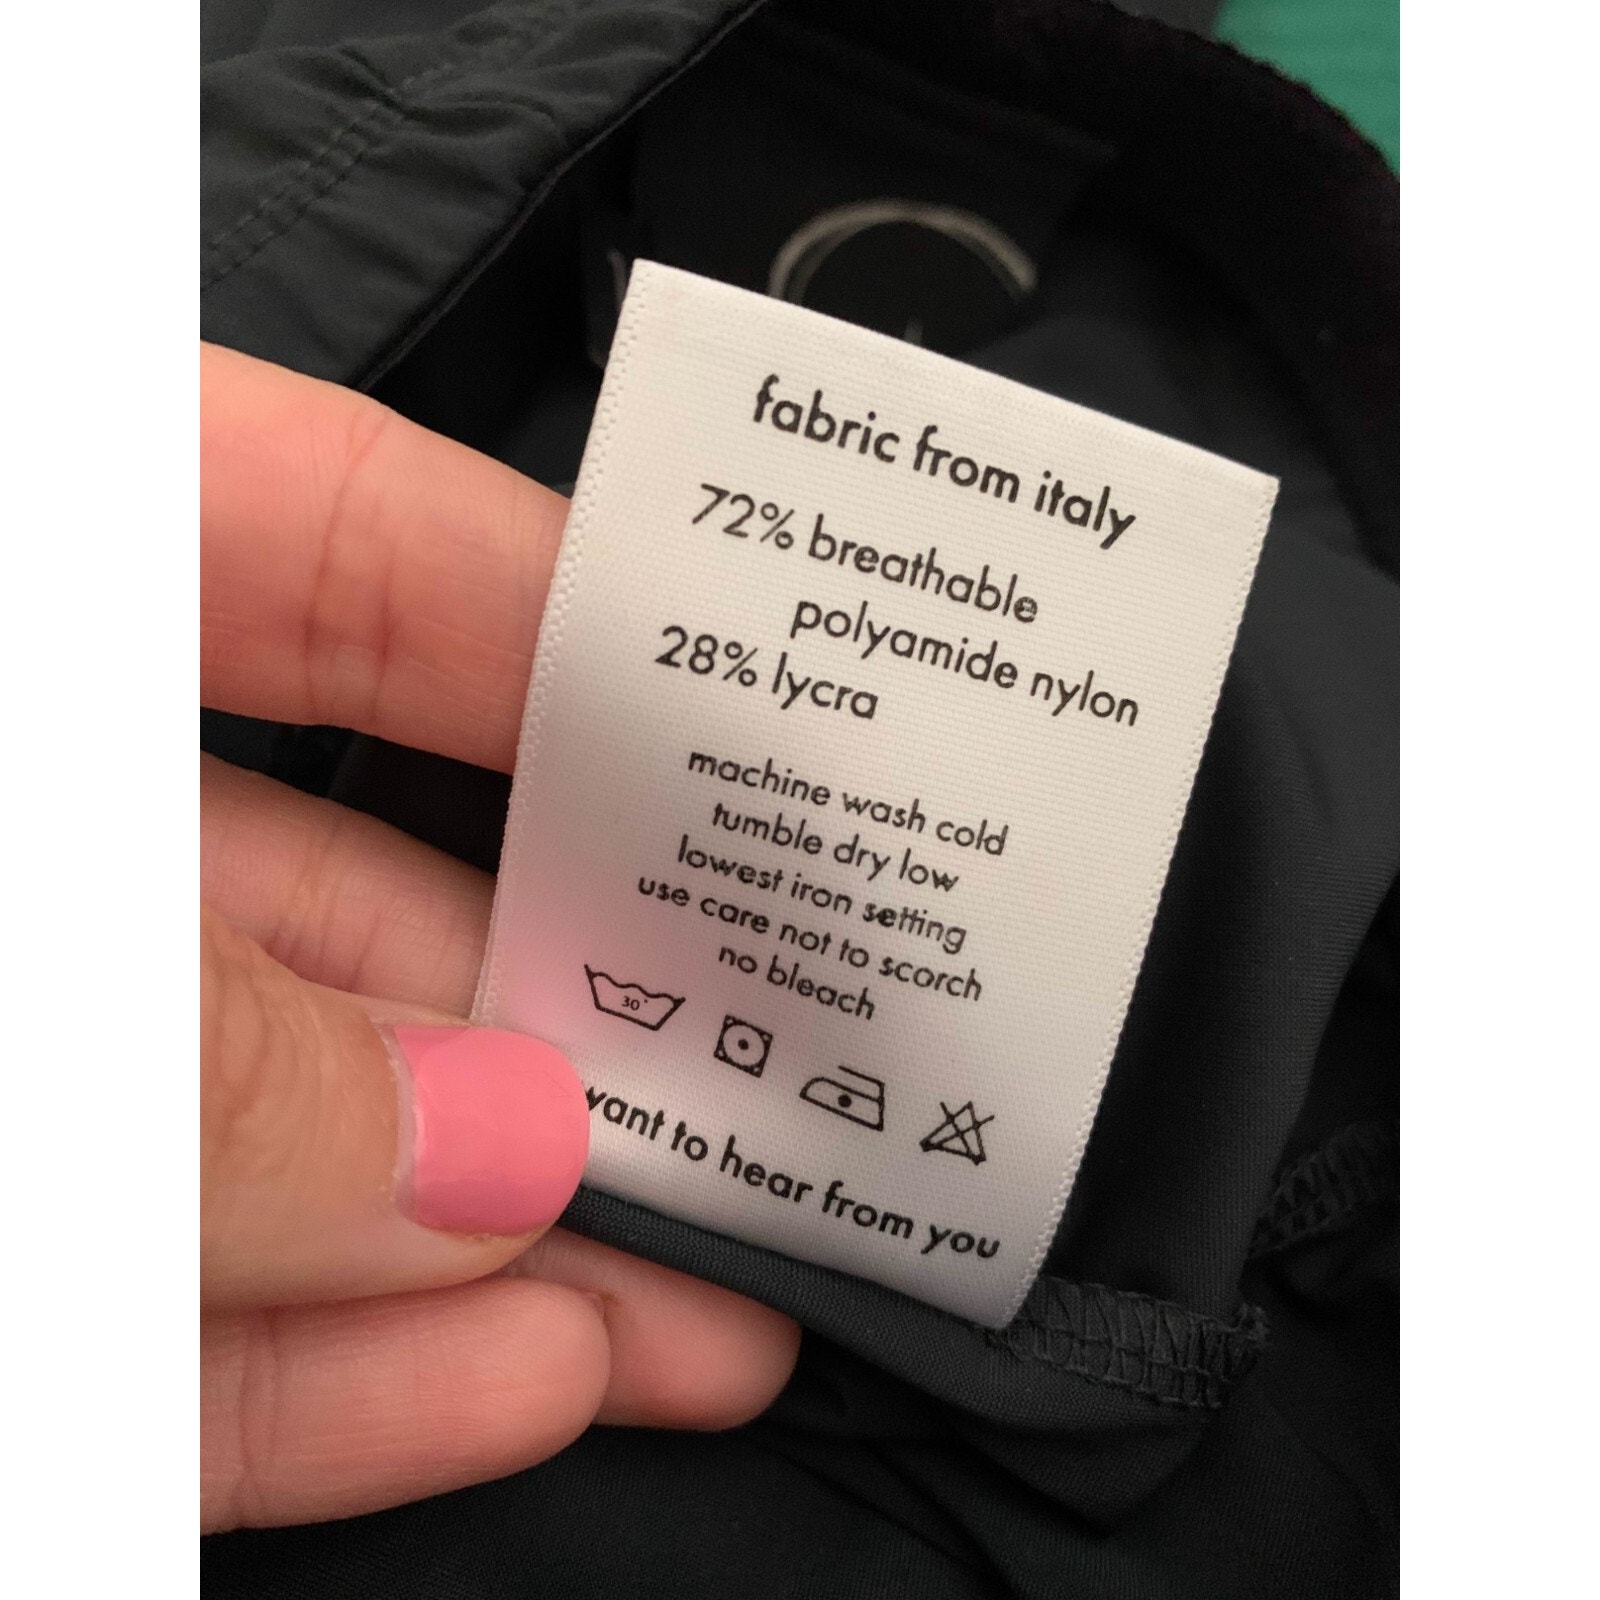 fabric from italy
72% breathable
polyamide nylon
28% lycra
machine wash cold
tumble dry low
lowest iron setting
use care not to scorch
no bleach
30°
want to hear from you